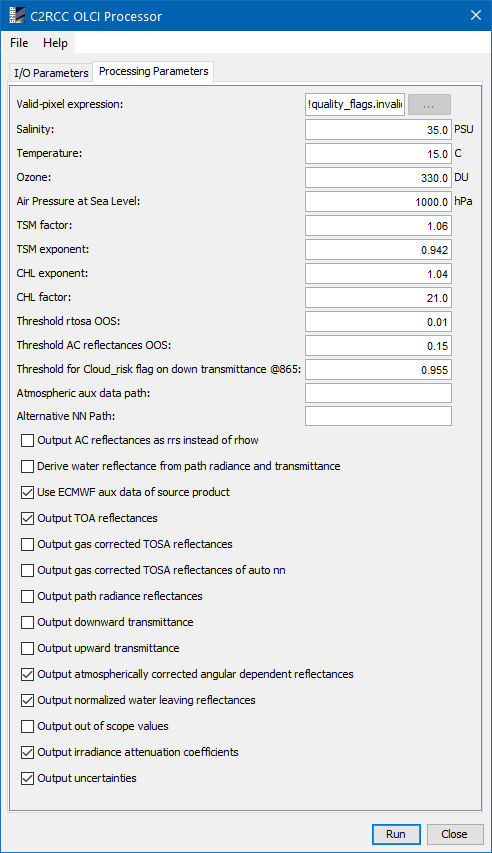 SNAP
C2RCC OLCI Processor
File Help
I/O Parameters Processing Parameters
Valid-pixel expression: !quality_flags.invali ...
Salinity: 35.0 PSU
Temperature: 15.0 C
Ozone: 330.0 DU
Air Pressure at Sea Level: 1000.0 hPa
TSM factor: 1.06
TSM exponent: 0.942
CHL exponent: 1.04
CHL factor: 21.0
Threshold rtosa OOS: 0.01
Threshold AC reflectances OOS: 0.15
Threshold for Cloud_risk flag on down transmittance @865: 0.955
Atmospheric aux data path:
Alternative NN Path:
Output AC reflectances as rrs instead of rhow
Derive water reflectance from path radiance and transmittance
Use ECMWF aux data of source product
Output TOA reflectances
Output gas corrected TOSA reflectances
Output gas corrected TOSA reflectances of auto nn
Output path radiance reflectances
Output downward transmittance
Output upward transmittance
Output atmospherically corrected angular dependent reflectances
Output normalized water leaving reflectances
Output out of scope values
Output irradiance attenuation coefficients
Output uncertainties
Run Close